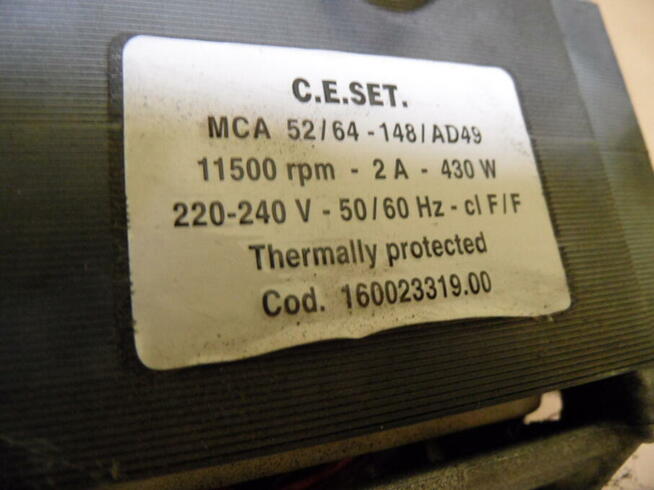 C.E.SET.
MCA 52/64-148/AD49
11500 rpm - 2 A - 430 W
220-240 V - 50/60 Hz - cl F/F
Thermally protected
Cod. 160023319.00